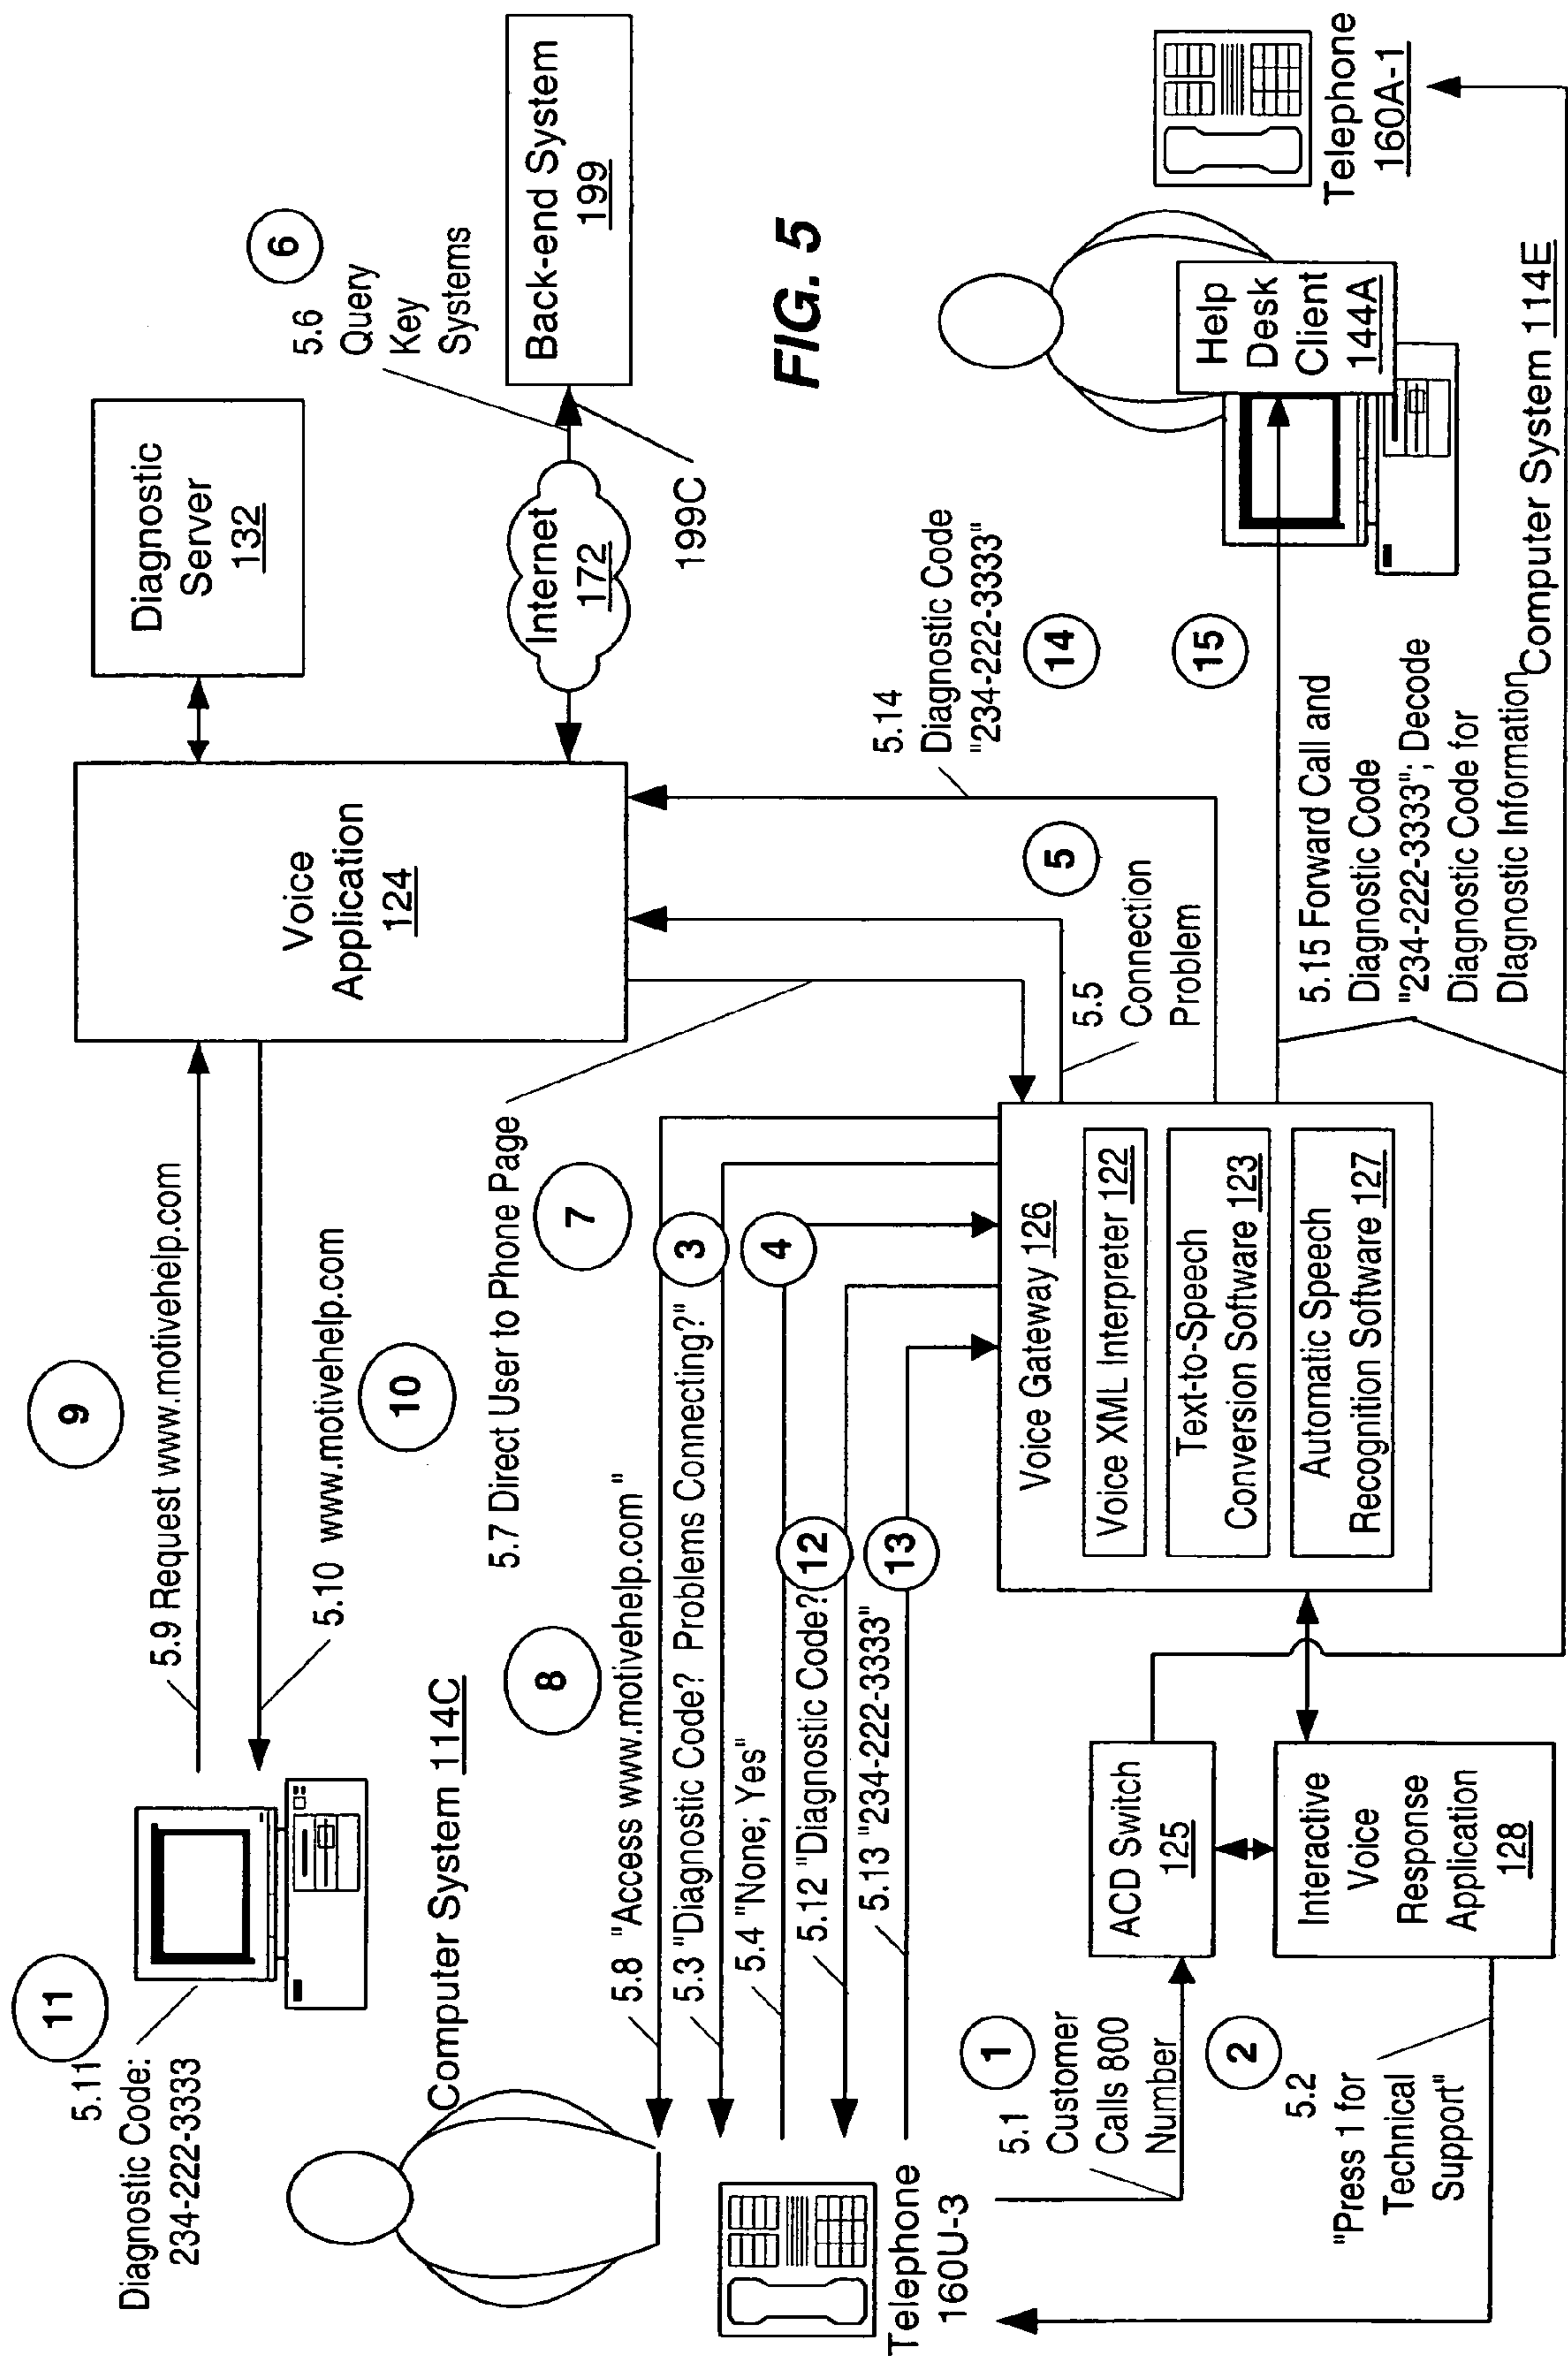 11
5.11
Diagnostic Code:
234-222-3333
Computer System 114C
9
5.9 Request www.motivehelp.com
5.10 www.motivehelp.com
10
Voice
Application
124
Diagnostic
Server
132
6
5.6
Query
Key
Systems
Back-end System
199
Internet
172
199C
5.7 Direct User to Phone Page
7
8
5.8 "Access www.motivehelp.com "
3
5.3 "Diagnostic Code? Problems Connecting?"
4
5.4 "None; Yes"
12
5.12 "Diagnostic Code?
13
5.13 "234-222-3333"
Telephone
160U-3
1
5.1
Customer
Calls 800
Number
2
5.2
"Press 1 for
Technical
Support"
ACD Switch
125
Interactive
Voice
Response
Application
128
Voice Gateway 126
Voice XML Interpreter 122
Text-to-Speech
Conversion Software 123
Automatic Speech
Recognition Software 127
5
5.5
Connection
Problem
5.14
Diagnostic Code
"234-222-3333"
14
15
5.15 Forward Call and
Diagnostic Code
"234-222-3333"; Decode
Diagnostic Code for
DIagnostic Information
FIG. 5
Help
Desk
Client
144A
Computer System 114E
Telephone
160A-1